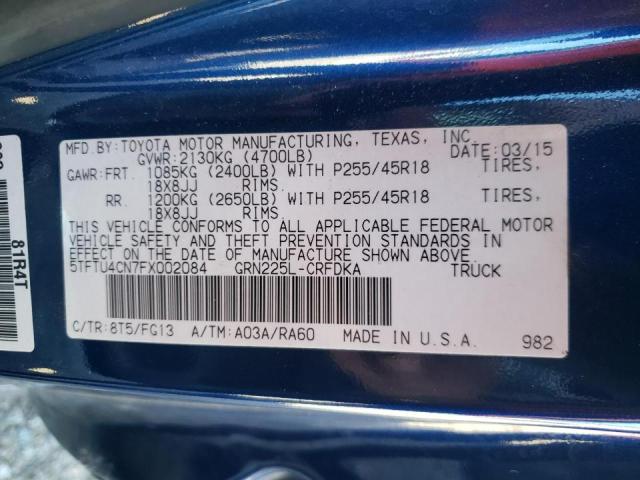 MFD. BY: TOYOTA MOTOR MANUFACTURING, TEXAS, INC. DATE: 03/15
GVWR: 2130KG (4700LB)
GAWR: FRT. 1085KG (2400LB) WITH P255/45R18 TIRES,
18X8JJ RIMS.
RR. 1200KG (2650LB) WITH P255/45R18 TIRES,
18X8JJ RIMS.
THIS VEHICLE CONFORMS TO ALL APPLICABLE FEDERAL MOTOR
VEHICLE SAFETY AND THEFT PREVENTION STANDARDS IN
EFFECT ON THE DATE OF MANUFACTURE SHOWN ABOVE.
5TFTU4CN7FX002084 GRN225L-CRFDKA TRUCK
C/TR: 8T5/FG13 A/TM: A03A/RA60 MADE IN U.S.A. 982
81R4T